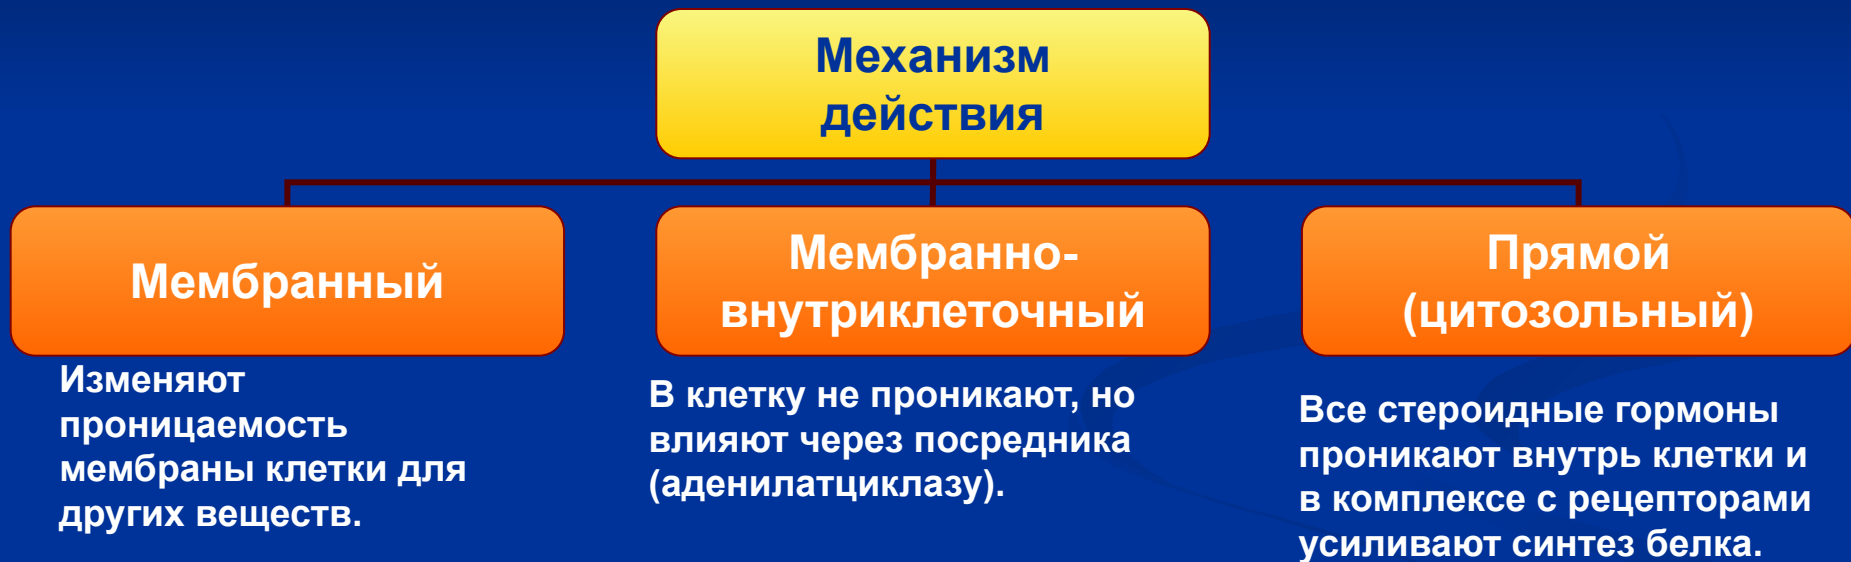 Механизм
действия
Мембранный
Мембранно-
внутриклеточный
Прямой
(цитозольный)
Изменяют
проницаемость
мембраны клетки для
других веществ.
В клетку не проникают, но
влияют через посредника
(аденилатциклазу).
Все стероидные гормоны
проникают внутрь клетки и
в комплексе с рецепторами
усиливают синтез белка.